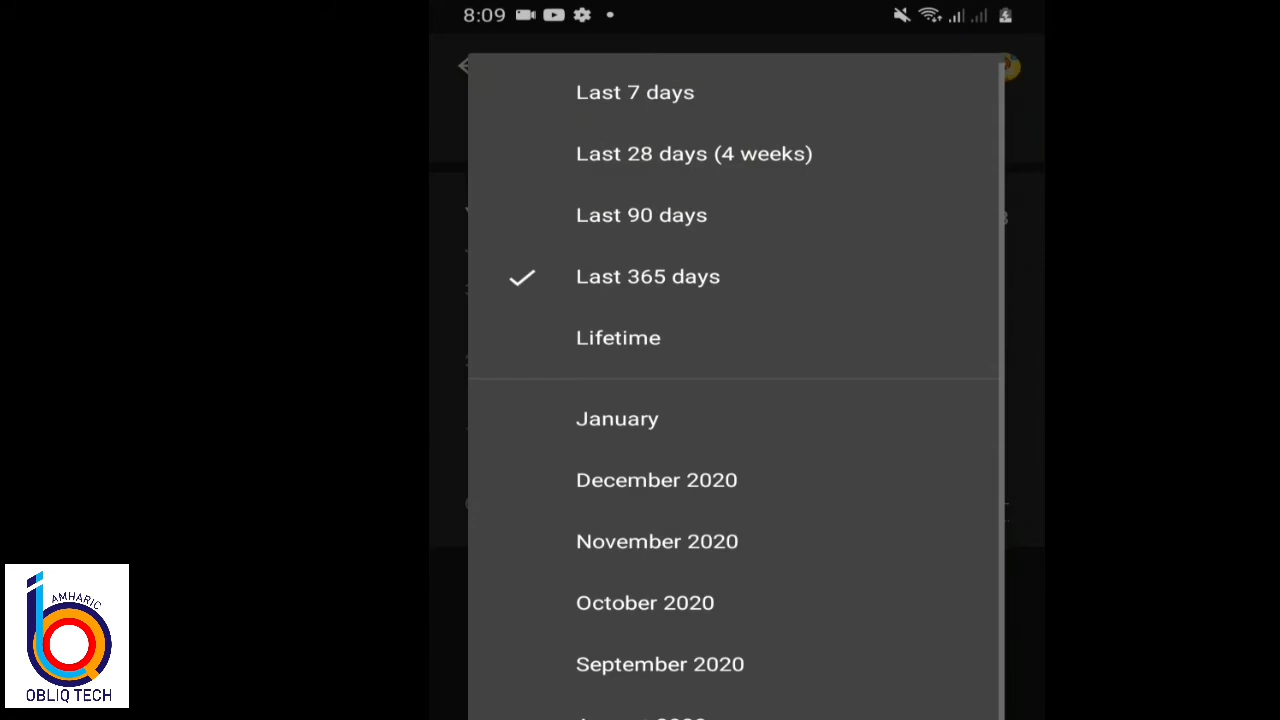 8:09
Last 7 days
Last 28 days (4 weeks)
Last 90 days
Last 365 days
Lifetime
January
December 2020
November 2020
October 2020
September 2020
AMHARIC
OBLIQ TECH